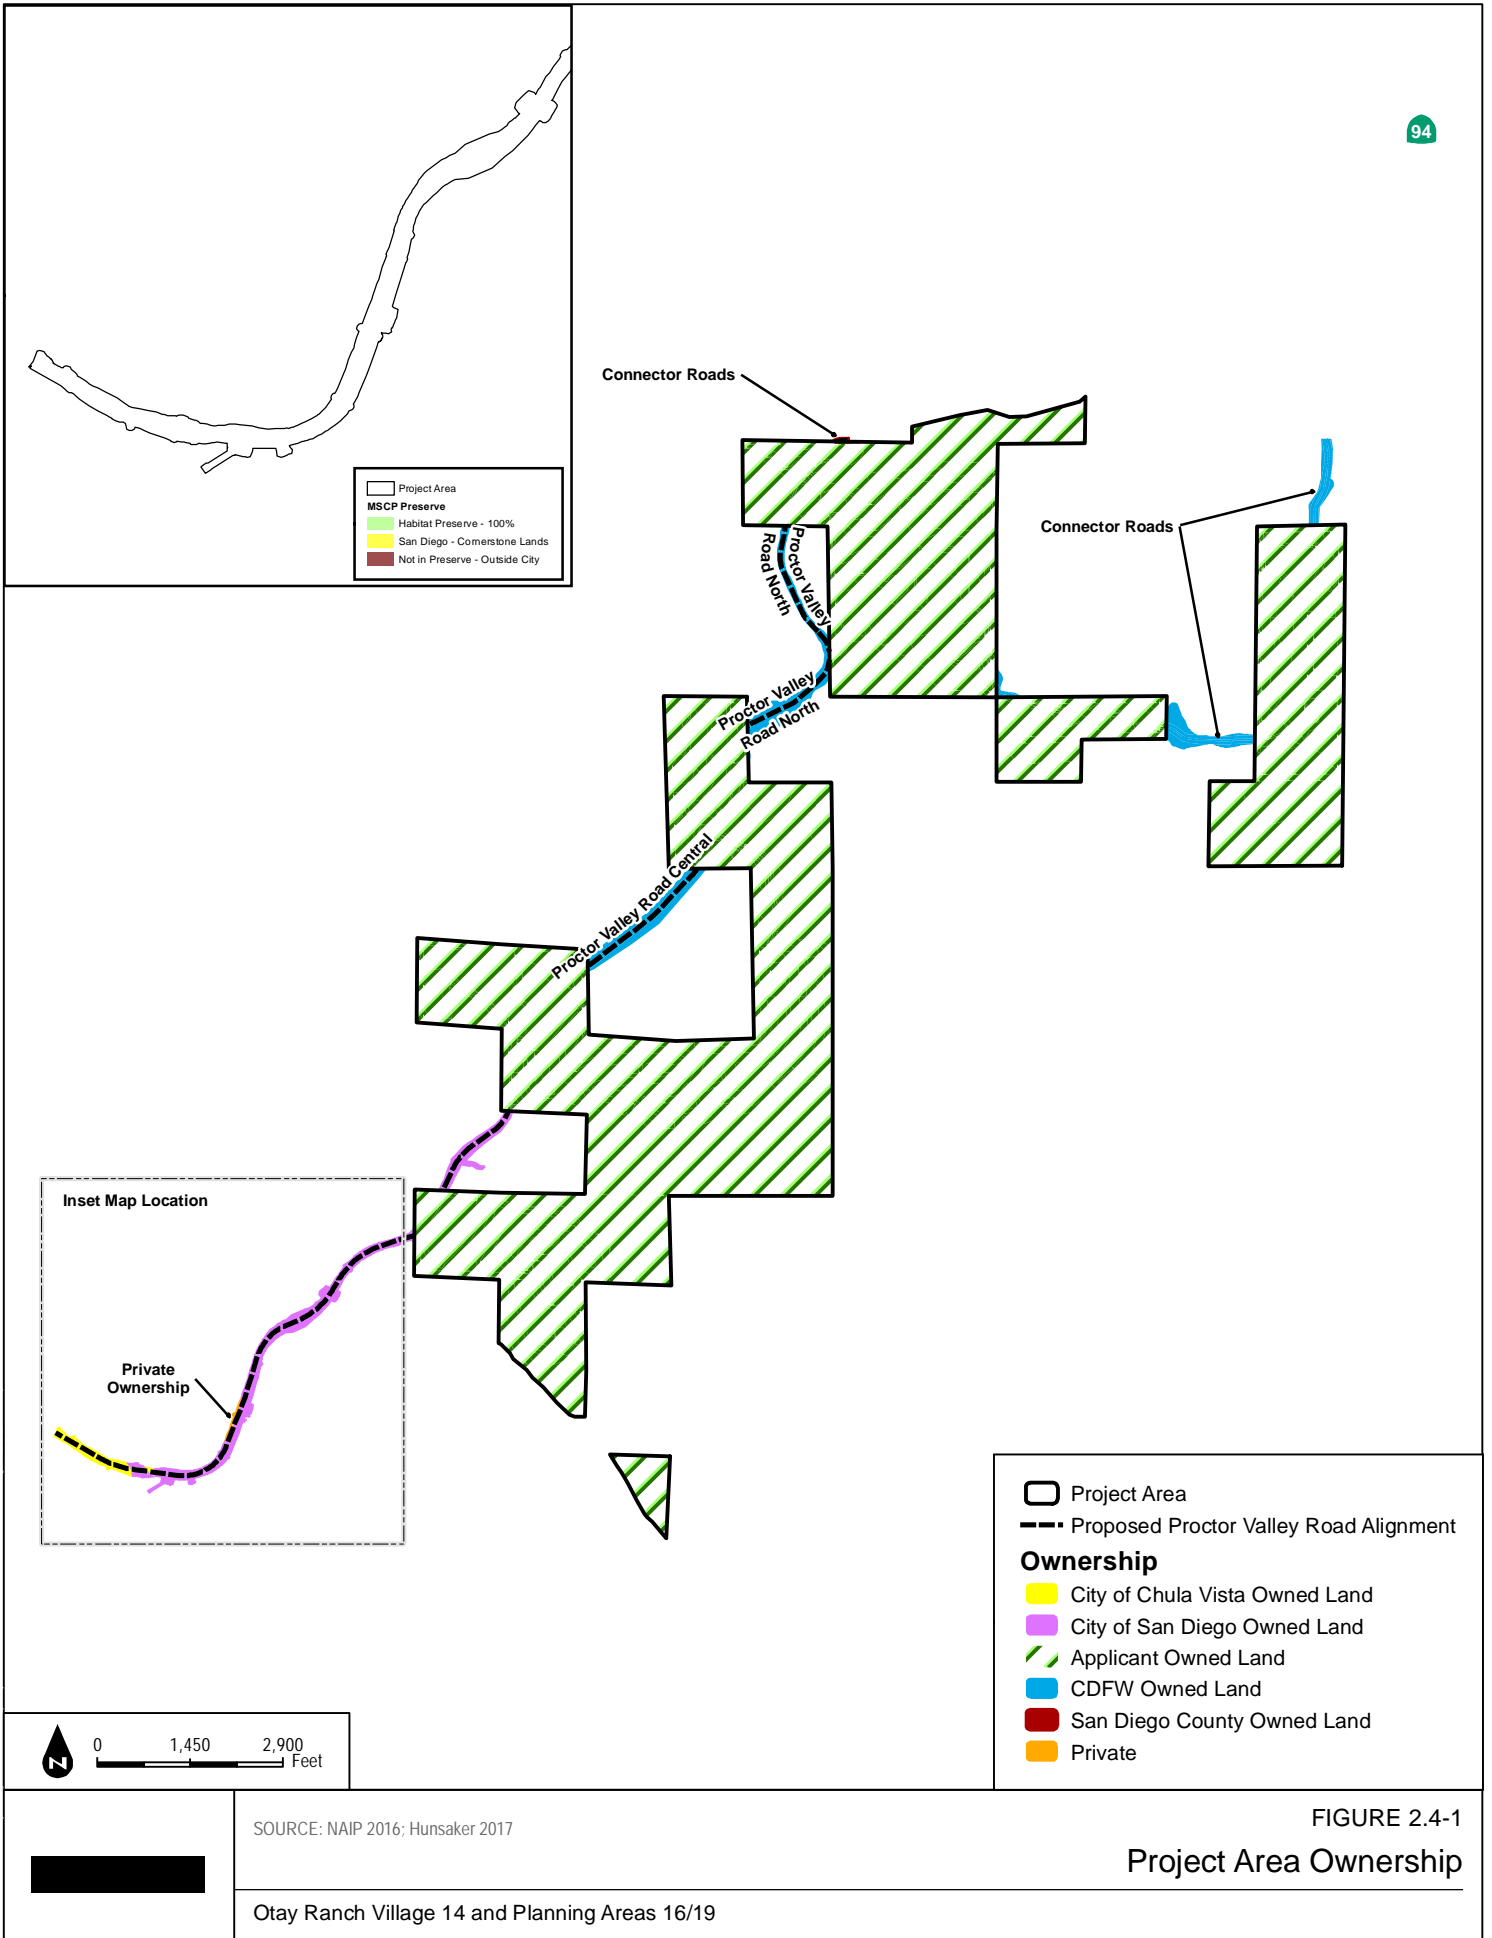 Project Area
MSCP Preserve
Habitat Preserve - 100%
San Diego - Cornerstone Lands
Not in Preserve - Outside City
94
Connector Roads
Connector Roads
Proctor Valley
Road North
Proctor Valley
Road North
Proctor Valley Road Central
Inset Map Location
Private
Ownership
Project Area
Proposed Proctor Valley Road Alignment
Ownership
City of Chula Vista Owned Land
City of San Diego Owned Land
Applicant Owned Land
CDFW Owned Land
San Diego County Owned Land
Private
N
0 1,450 2,900
Feet
SOURCE: NAIP 2016; Hunsaker 2017
FIGURE 2.4-1
Project Area Ownership
Otay Ranch Village 14 and Planning Areas 16/19